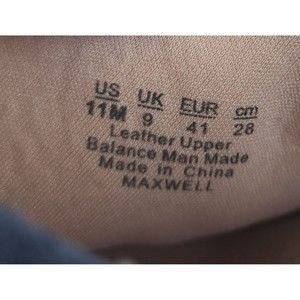 US UK EUR cm
11M 9 41 28
Leather Upper
Balance Man Made
Made in China
MAXWELL